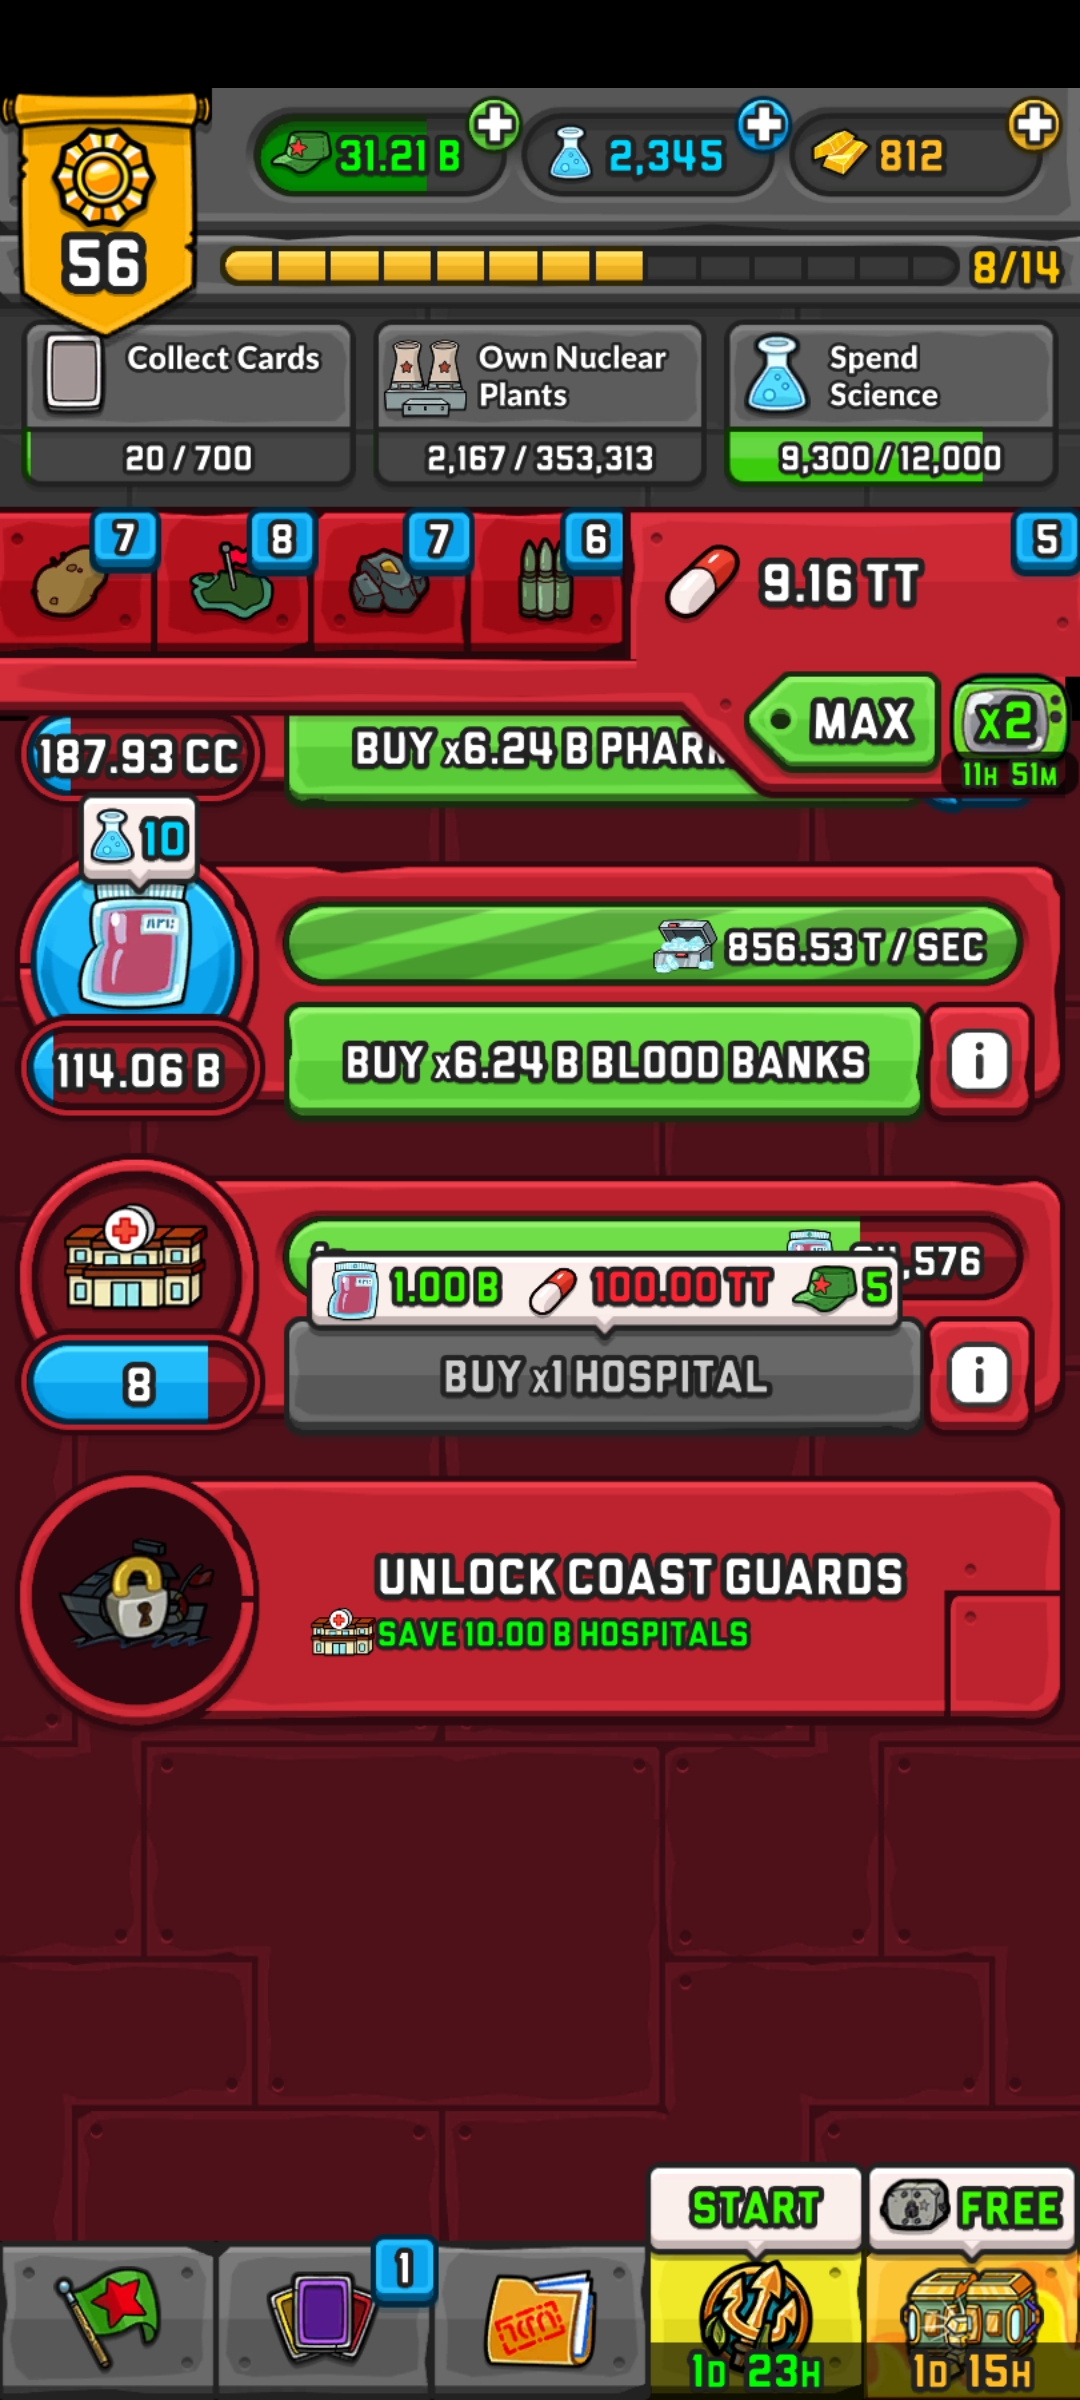 31.21 B
2,345
812
56
8/14
Collect Cards
20 / 700
Own Nuclear
Plants
2,167 / 353,313
Spend
Science
9,300 / 12,000
7
8
7
6
9.16 TT
5
MAX
x2
11H 51M
187.93 CC
BUY x6.24 B
10
856.53 T / SEC
114.06 B
BUY x6.24 B BLOOD BANKS
i
,576
1.00 B
100.00 TT
5
8
BUY x1 HOSPITAL
i
UNLOCK COAST GUARDS
SAVE 10.00 B HOSPITALS
START
FREE
1
1D 23H
1D 15H